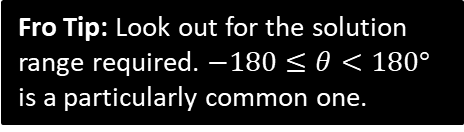 Fro Tip: Look out for the solution
range required. −180 ≤ θ < 180°
is a particularly common one.